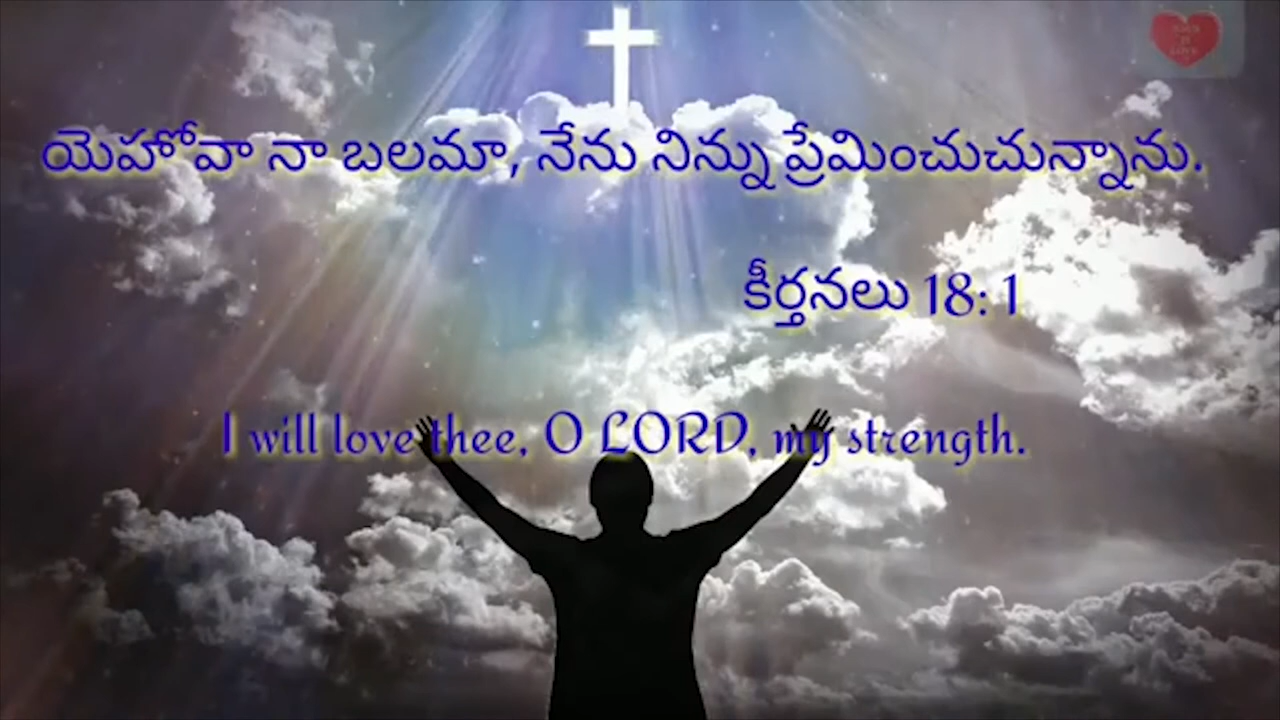 యెహోవా నా బలమా, నేను నిన్ను ప్రేమించుచున్నాను.
కీర్తనలు 18: 1
I will love thee, O LORD, my strength.